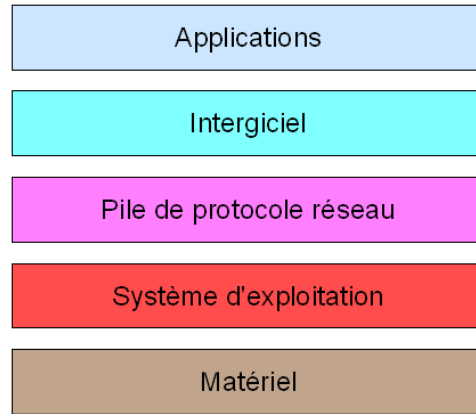 Applications
Intergiciel
Pile de protocole réseau
Système d'exploitation
Matériel